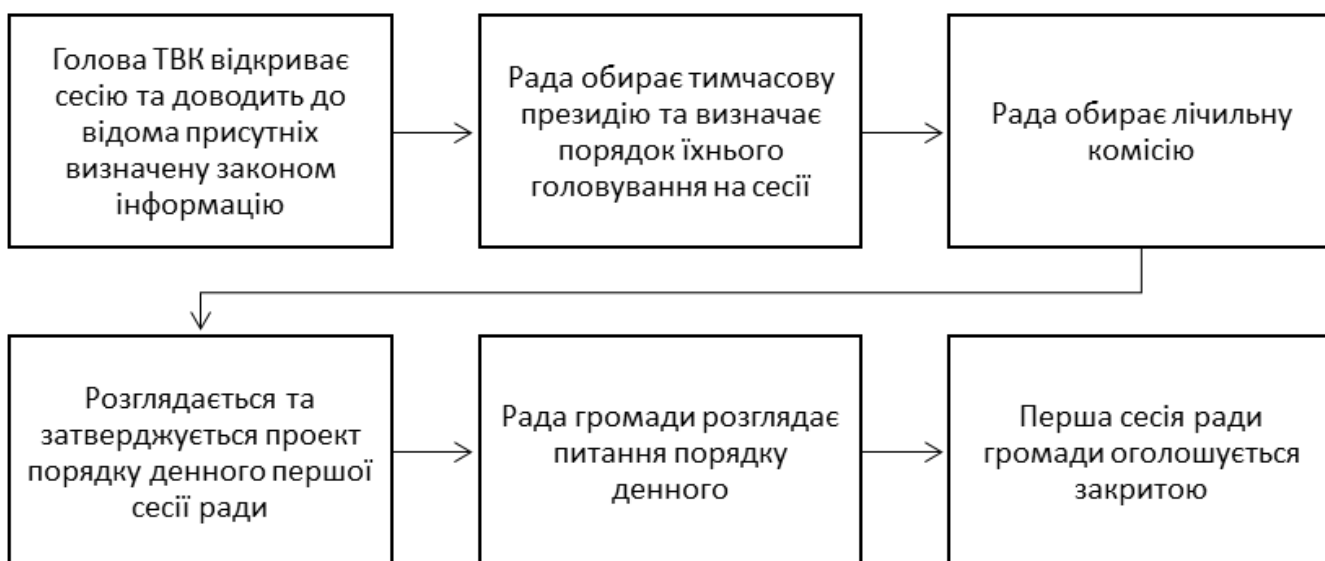 Голова ТВК відкриває
сесію та доводить до
відома присутніх
визначену законом
інформацію
Рада обирає тимчасову
президію та визначає
порядок їхнього
головування на сесії
Рада обирає лічильну
комісію
Розглядається та
затверджується проект
порядку денного першої
сесії ради
Рада громади розглядає
питання порядку
денного
Перша сесія ради
громади оголошується
закритою